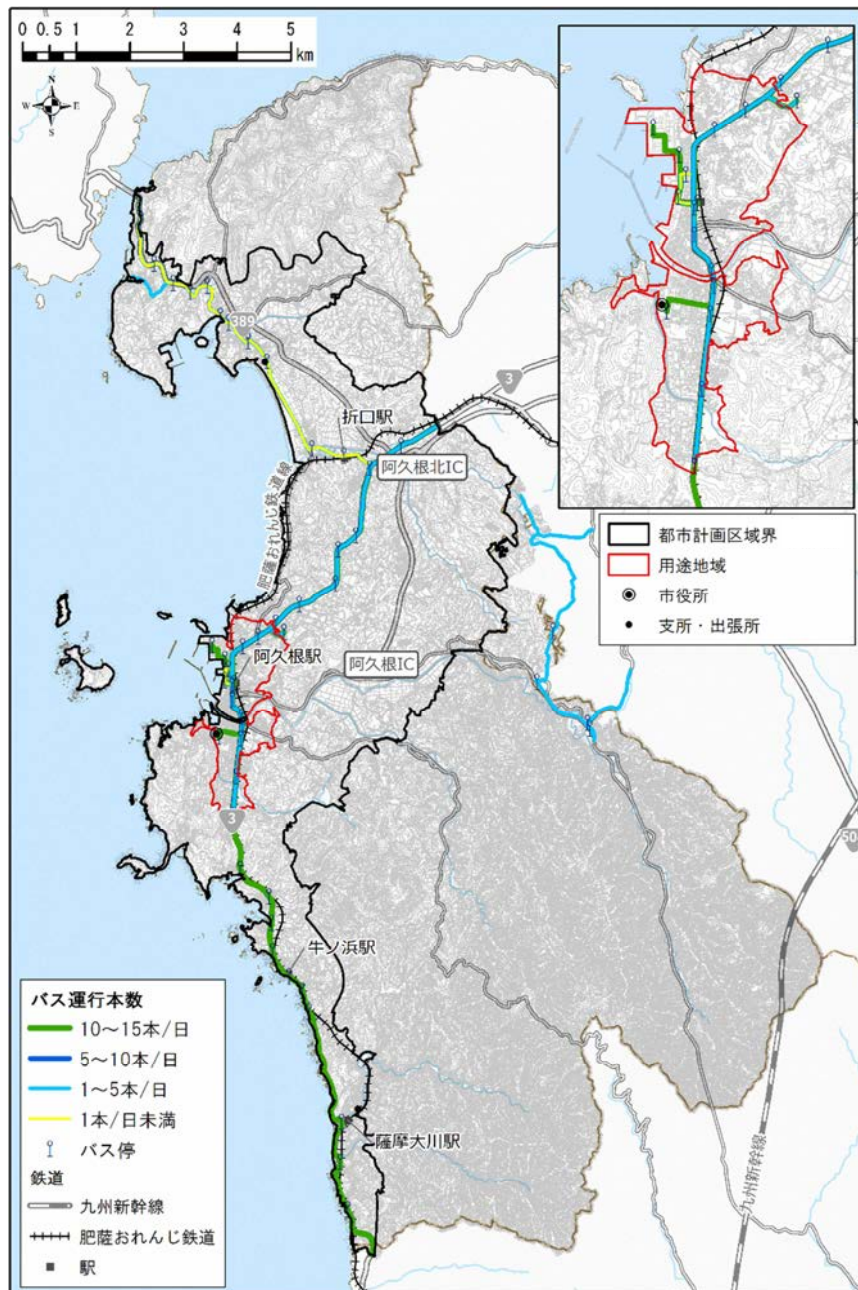 0 0.5 1 2 3 4 5
km
N
W E
S
389
3
折口駅
阿久根北IC
肥薩おれんじ鉄道線
阿久根駅
阿久根IC
3
牛ノ浜駅
薩摩大川駅
九州新幹線
都市計画区域界
用途地域
市役所
支所・出張所
バス運行本数
10～15本/日
5～10本/日
1～5本/日
1本/日未満
バス停
鉄道
九州新幹線
肥薩おれんじ鉄道
駅